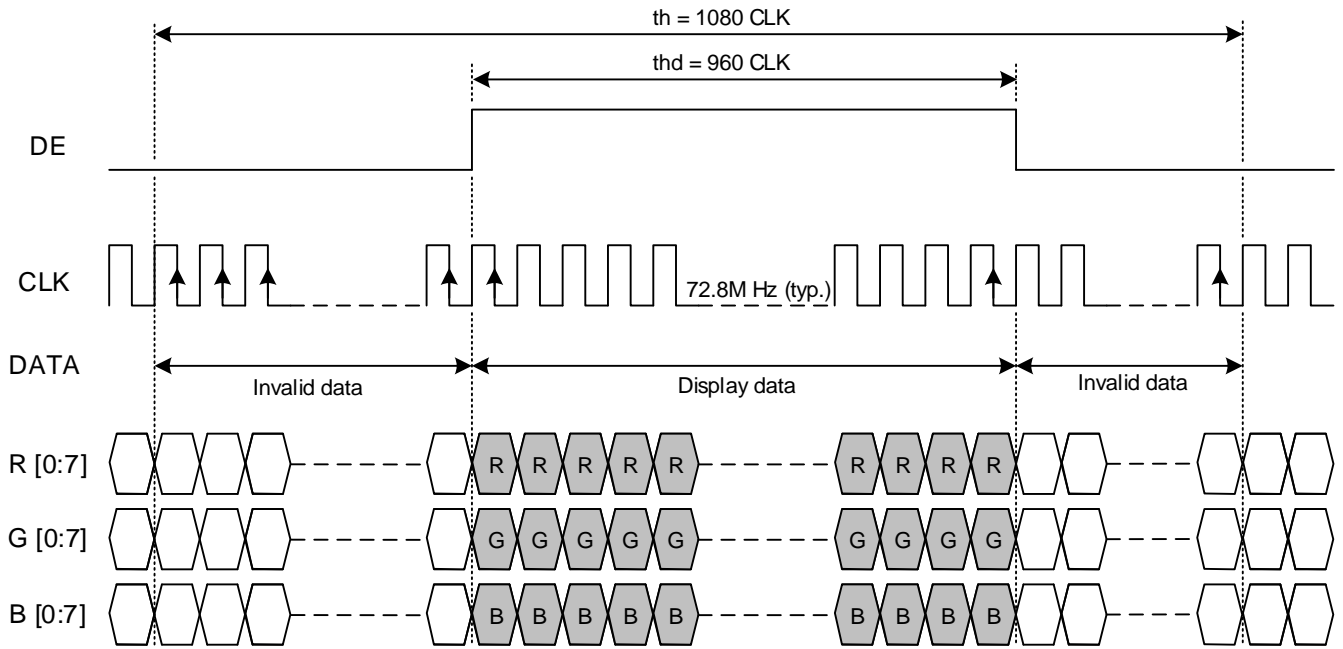 th = 1080 CLK
thd = 960 CLK
DE
CLK
72.8M Hz (typ.)
DATA
Invalid data
Display data
Invalid data
R [0:7]
R R R R R R R R R
G [0:7]
G G G G G G G G G
B [0:7]
B B B B B B B B B